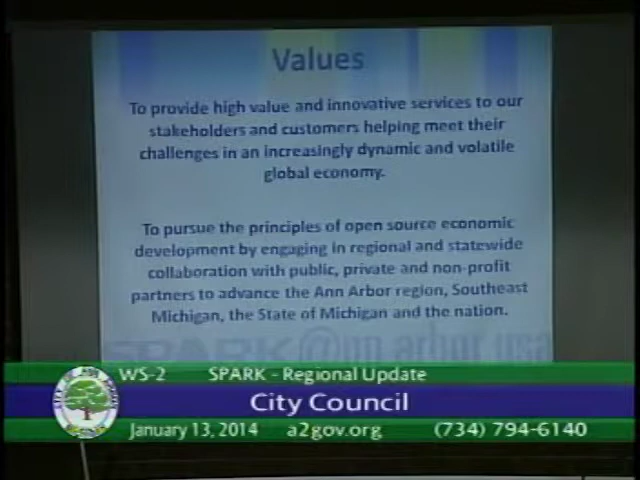 Values
To provide high value and innovative services to our
stakeholders and customers helping meet their
challenges in an increasingly dynamic and volatile
global economy.
To pursue the principles of open source economic
development by engaging in regional and statewide
collaboration with public, private and non-profit
partners to advance the Ann Arbor region, Southeast
Michigan, the State of Michigan and the nation.
SPARK@ann arbor usa
WS-2 SPARK - Regional Update
City Council
January 13, 2014 a2gov.org (734) 794-6140